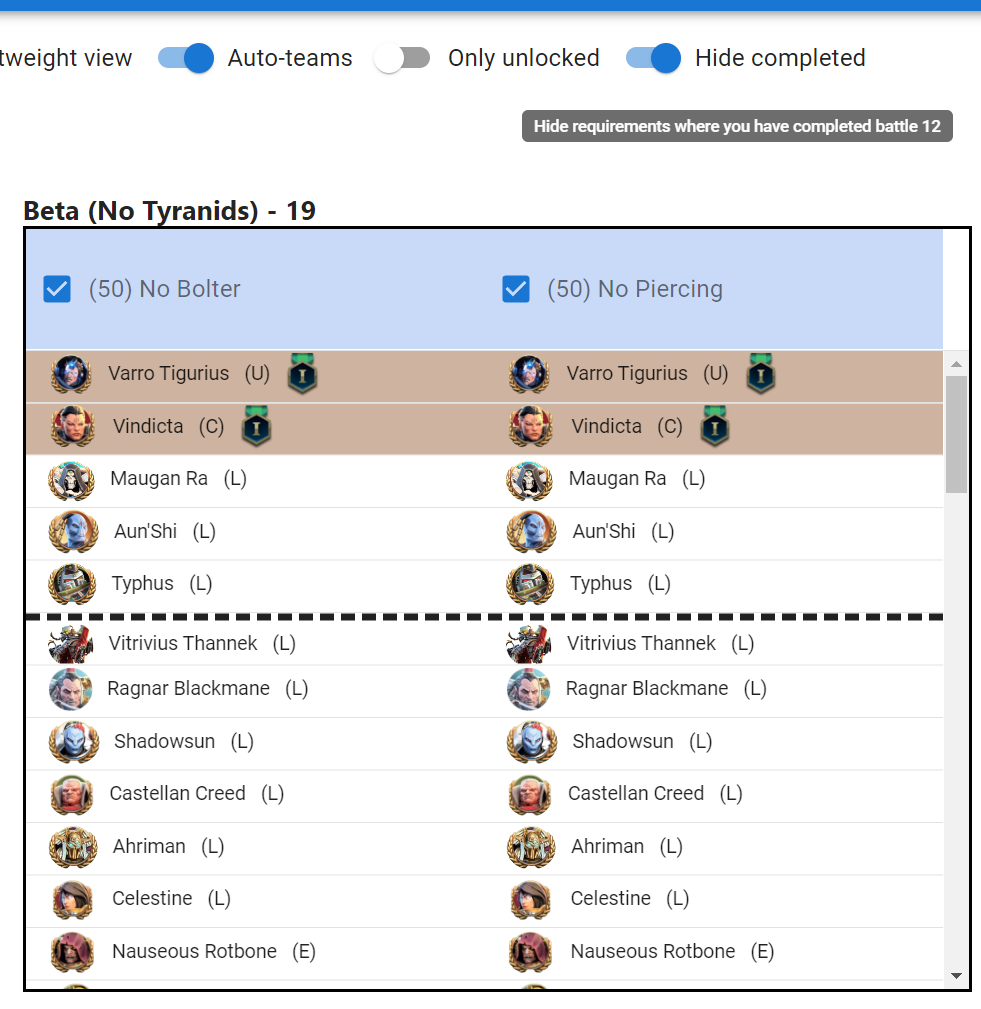 tweight view Auto-teams Only unlocked Hide completed
Hide requirements where you have completed battle 12
Beta (No Tyranids) - 19
(50) No Bolter (50) No Piercing
Varro Tigurius (U) I Varro Tigurius (U) I
Vindicta (C) I Vindicta (C) I
Maugan Ra (L) Maugan Ra (L)
Aun'Shi (L) Aun'Shi (L)
Typhus (L) Typhus (L)
Vitrivius Thannek (L) Vitrivius Thannek (L)
Ragnar Blackmane (L) Ragnar Blackmane (L)
Shadowsun (L) Shadowsun (L)
Castellan Creed (L) Castellan Creed (L)
Ahriman (L) Ahriman (L)
Celestine (L) Celestine (L)
Nauseous Rotbone (E) Nauseous Rotbone (E)